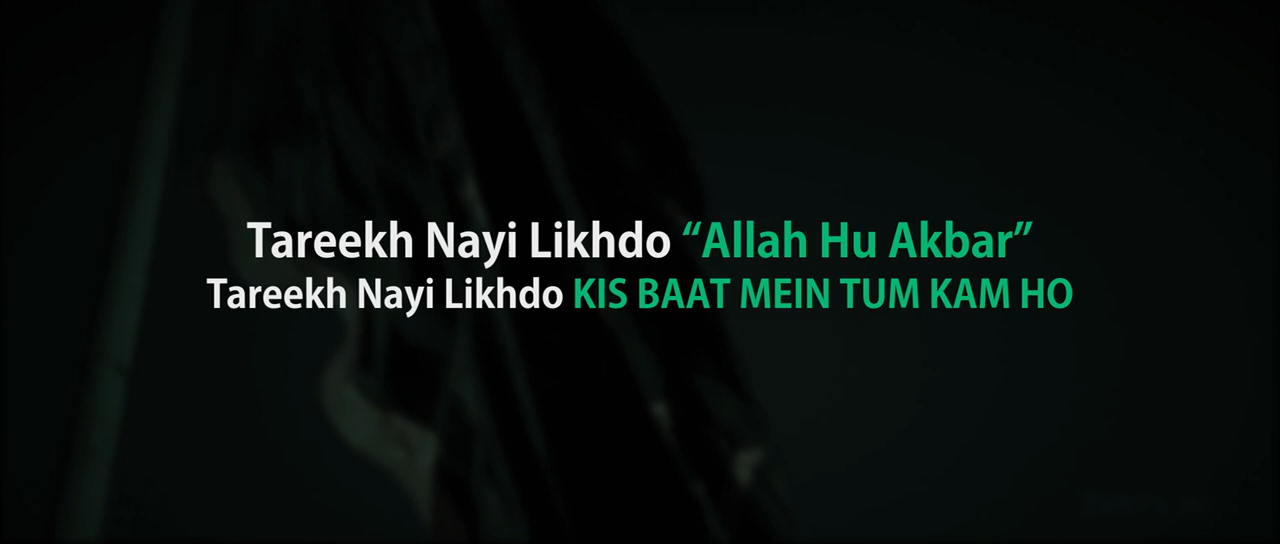 Tareekh Nayi Likhdo “Allah Hu Akbar”
Tareekh Nayi Likhdo KIS BAAT MEIN TUM KAM HO